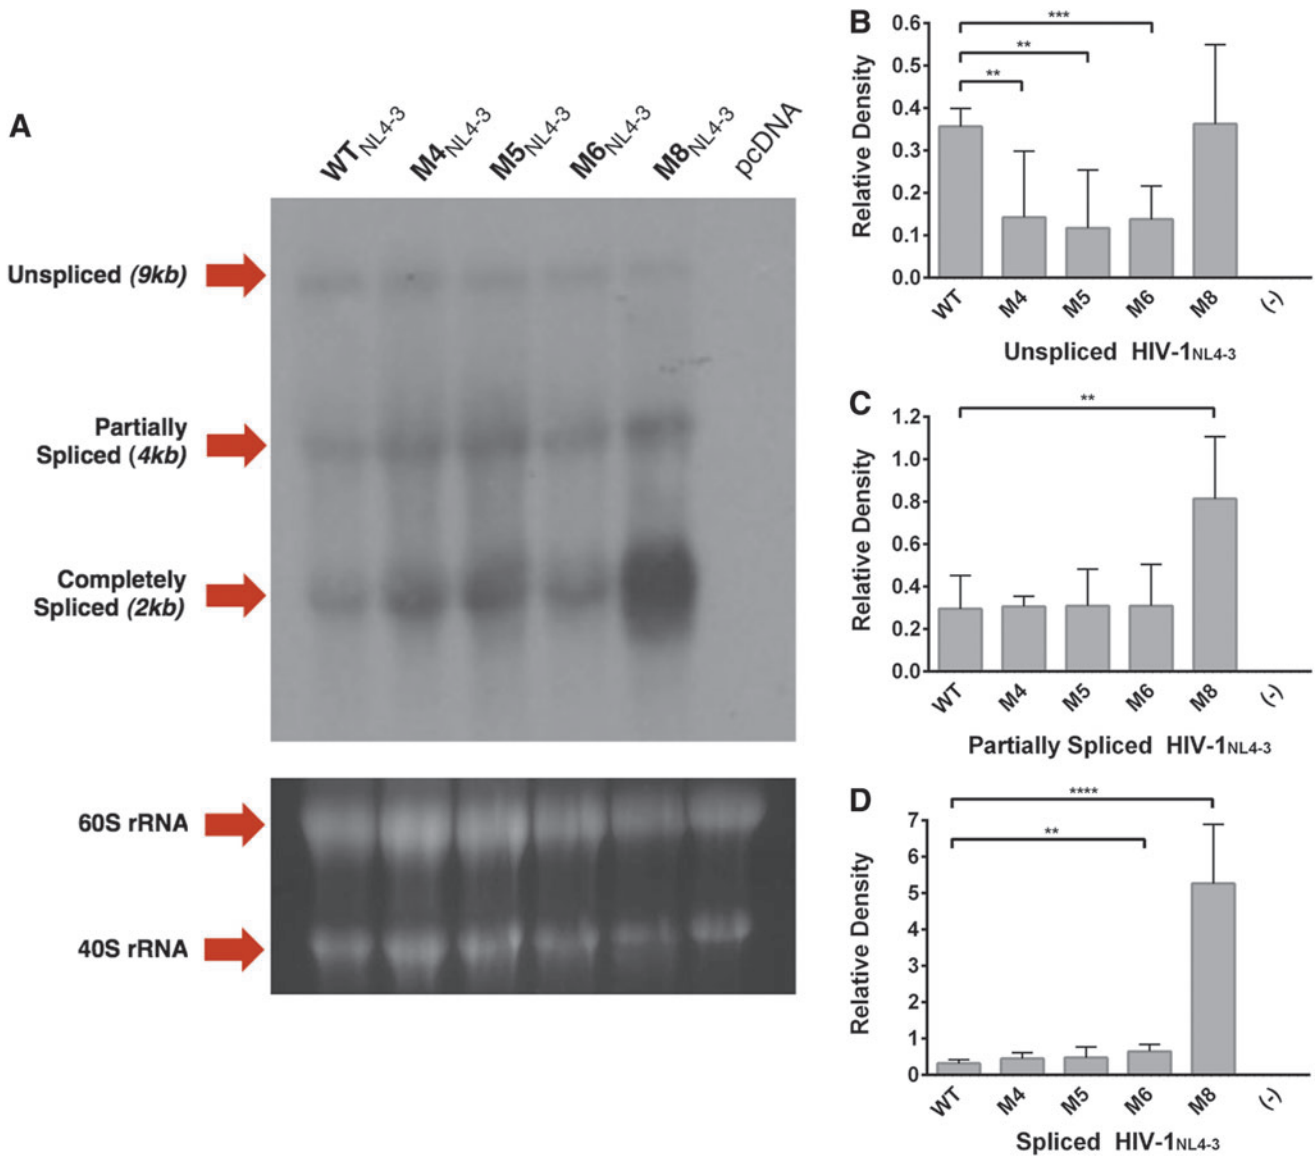 A
WTNL4-3
M4NL4-3
M5NL4-3
M6NL4-3
M8NL4-3
pcDNA
Unspliced (9kb)
Partially
Spliced (4kb)
Completely
Spliced (2kb)
60S rRNA
40S rRNA
B
Relative Density
0.6
0.5
0.4
0.3
0.2
0.1
0.0
***
**
**
WT
M4
M5
M6
M8
(-)
Unspliced HIV-1NL4-3
C
Relative Density
1.2
1.0
0.8
0.6
0.4
0.2
0.0
**
WT
M4
M5
M6
M8
(-)
Partially Spliced HIV-1NL4-3
D
Relative Density
7
6
5
4
3
2
1
0
****
**
WT
M4
M5
M6
M8
(-)
Spliced HIV-1NL4-3